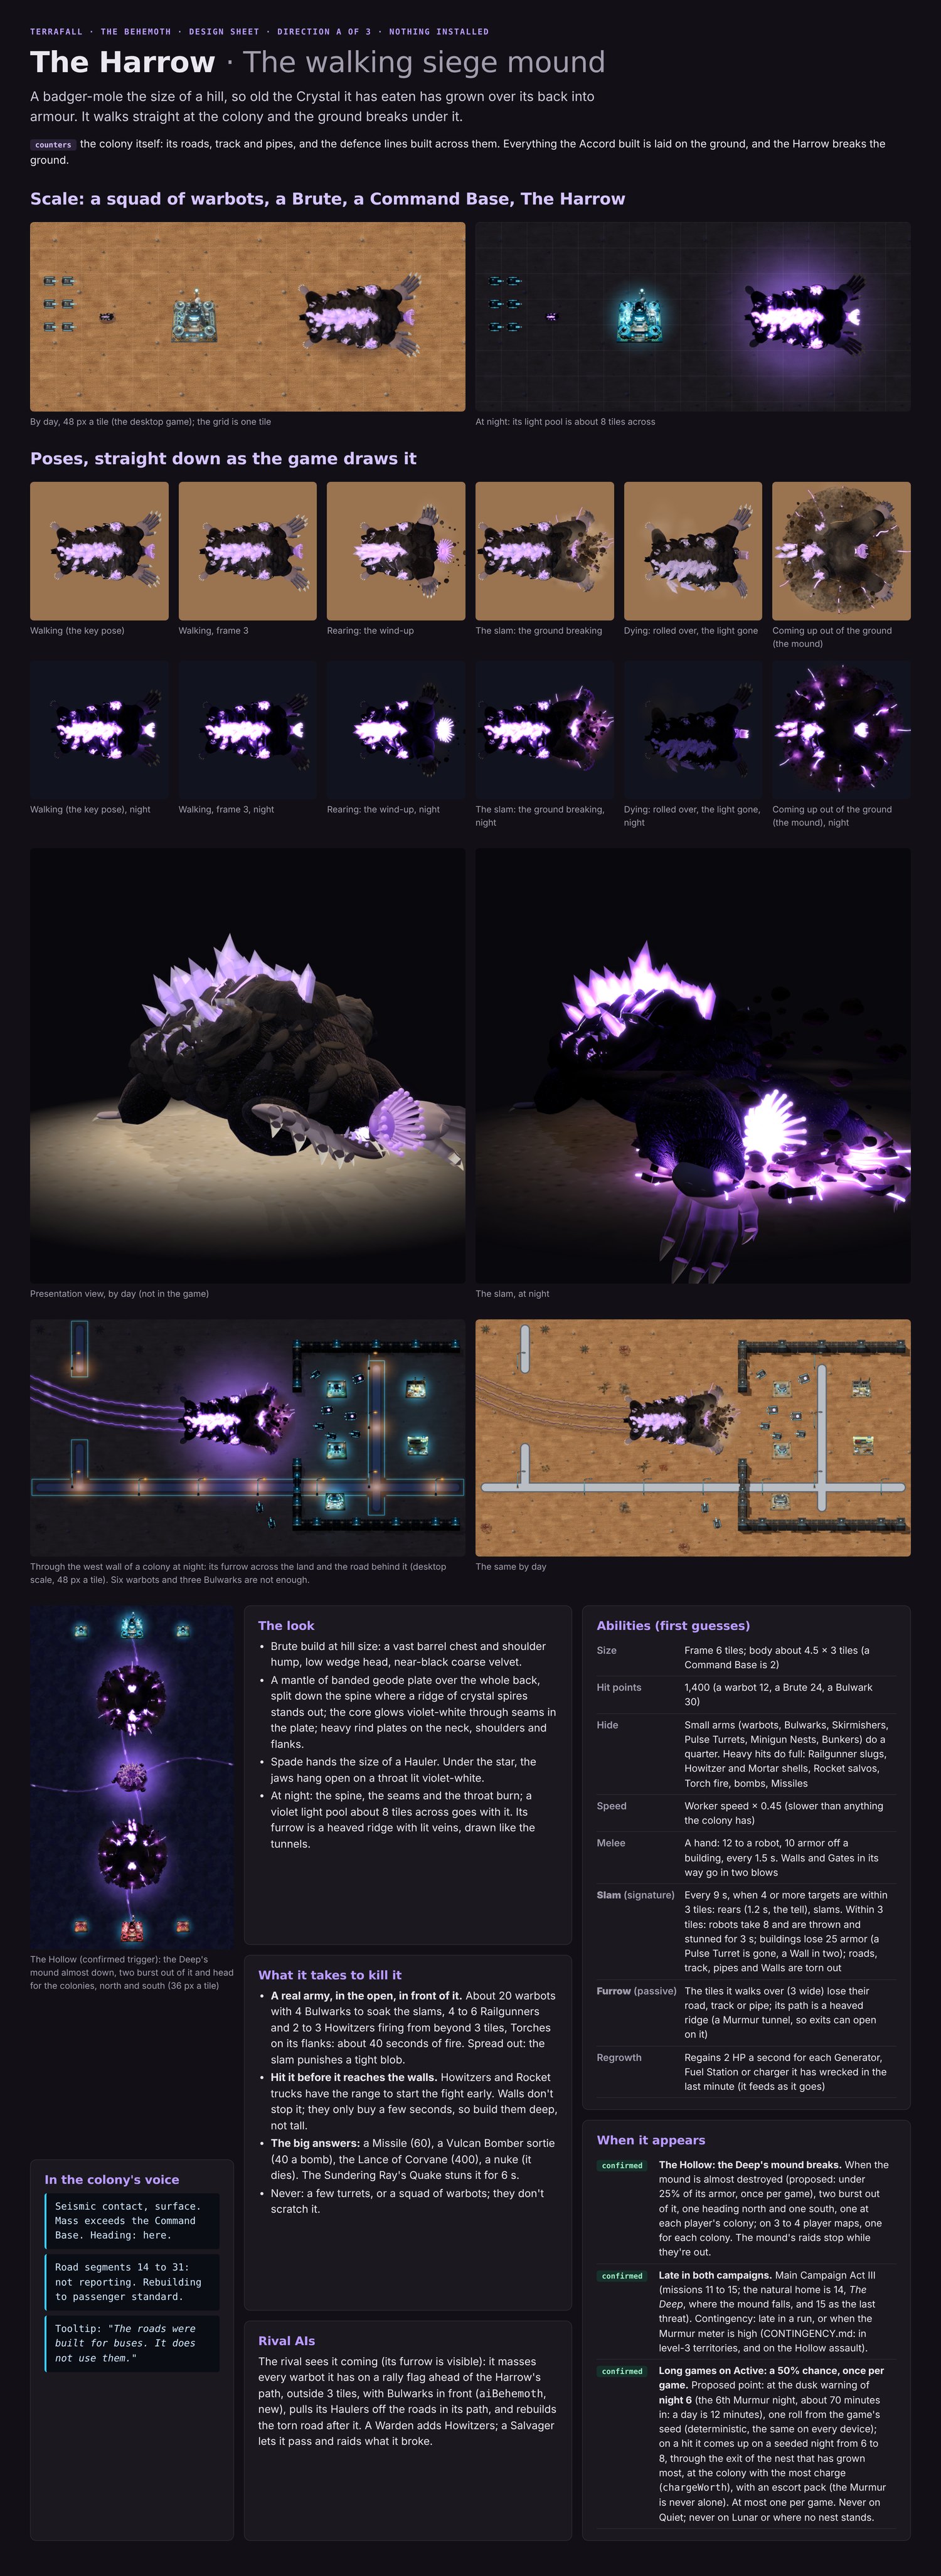 TERRAFALL · THE BEHEMOTH · DESIGN SHEET · DIRECTION A OF 3 · NOTHING INSTALLED
The Harrow · The walking siege mound
A badger-mole the size of a hill, so old the Crystal it has eaten has grown over its back into
armour. It walks straight at the colony and the ground breaks under it.
counters the colony itself: its roads, track and pipes, and the defence lines built across them. Everything the Accord built is laid on the ground, and the Harrow breaks the
ground.
Scale: a squad of warbots, a Brute, a Command Base, The Harrow
By day, 48 px a tile (the desktop game); the grid is one tile
At night: its light pool is about 8 tiles across
Poses, straight down as the game draws it
Walking (the key pose)
Walking, frame 3
Rearing: the wind-up
The slam: the ground breaking
Dying: rolled over, the light gone
Coming up out of the ground
(the mound)
Walking (the key pose), night
Walking, frame 3, night
Rearing: the wind-up, night
The slam: the ground breaking,
night
Dying: rolled over, the light gone,
night
Coming up out of the ground
(the mound), night
Presentation view, by day (not in the game)
The slam, at night
Through the west wall of a colony at night: its furrow across the land and the road behind it (desktop
scale, 48 px a tile). Six warbots and three Bulwarks are not enough.
The same by day
The Hollow (confirmed trigger): the Deep's
mound almost down, two burst out of it and head
for the colonies, north and south (36 px a tile)
In the colony's voice
Seismic contact, surface.
Mass exceeds the Command
Base. Heading: here.
Road segments 14 to 31:
not reporting. Rebuilding
to passenger standard.
Tooltip: "The roads were
built for buses. It does
not use them."
The look
• Brute build at hill size: a vast barrel chest and shoulder
hump, low wedge head, near-black coarse velvet.
• A mantle of banded geode plate over the whole back,
split down the spine where a ridge of crystal spires
stands out; the core glows violet-white through seams in
the plate; heavy rind plates on the neck, shoulders and
flanks.
• Spade hands the size of a Hauler. Under the star, the
jaws hang open on a throat lit violet-white.
• At night: the spine, the seams and the throat burn; a
violet light pool about 8 tiles across goes with it. Its
furrow is a heaved ridge with lit veins, drawn like the
tunnels.
What it takes to kill it
• A real army, in the open, in front of it. About 20 warbots
with 4 Bulwarks to soak the slams, 4 to 6 Railgunners
and 2 to 3 Howitzers firing from beyond 3 tiles, Torches
on its flanks: about 40 seconds of fire. Spread out: the
slam punishes a tight blob.
• Hit it before it reaches the walls. Howitzers and Rocket
trucks have the range to start the fight early. Walls don't
stop it; they only buy a few seconds, so build them deep,
not tall.
• The big answers: a Missile (60), a Vulcan Bomber sortie
(40 a bomb), the Lance of Corvane (400), a nuke (it
dies). The Sundering Ray's Quake stuns it for 6 s.
• Never: a few turrets, or a squad of warbots; they don't
scratch it.
Rival AIs
The rival sees it coming (its furrow is visible): it masses
every warbot it has on a rally flag ahead of the Harrow's
path, outside 3 tiles, with Bulwarks in front (aiBehemoth,
new), pulls its Haulers off the roads in its path, and rebuilds
the torn road after it. A Warden adds Howitzers; a Salvager
lets it pass and raids what it broke.
Abilities (first guesses)
Size Frame 6 tiles; body about 4.5 × 3 tiles (a
Command Base is 2)
Hit points 1,400 (a warbot 12, a Brute 24, a Bulwark
30)
Hide Small arms (warbots, Bulwarks, Skirmishers,
Pulse Turrets, Minigun Nests, Bunkers) do a
quarter. Heavy hits do full: Railgunner slugs,
Howitzer and Mortar shells, Rocket salvos,
Torch fire, bombs, Missiles
Speed Worker speed × 0.45 (slower than anything
the colony has)
Melee A hand: 12 to a robot, 10 armor off a
building, every 1.5 s. Walls and Gates in its
way go in two blows
Slam (signature) Every 9 s, when 4 or more targets are within
3 tiles: rears (1.2 s, the tell), slams. Within 3
tiles: robots take 8 and are thrown and
stunned for 3 s; buildings lose 25 armor (a
Pulse Turret is gone, a Wall in two); roads,
track, pipes and Walls are torn out
Furrow (passive) The tiles it walks over (3 wide) lose their
road, track or pipe; its path is a heaved
ridge (a Murmur tunnel, so exits can open
on it)
Regrowth Regains 2 HP a second for each Generator,
Fuel Station or charger it has wrecked in the
last minute (it feeds as it goes)
When it appears
confirmed The Hollow: the Deep's mound breaks. When the
mound is almost destroyed (proposed: under
25% of its armor, once per game), two burst out
of it, one heading north and one south, one at
each player's colony; on 3 to 4 player maps, one
for each colony. The mound's raids stop while
they're out.
confirmed Late in both campaigns. Main Campaign Act III
(missions 11 to 15; the natural home is 14, The
Deep, where the mound falls, and 15 as the last
threat). Contingency: late in a run, or when the
Murmur meter is high (CONTINGENCY.md: in
level-3 territories, and on the Hollow assault).
confirmed Long games on Active: a 50% chance, once per
game. Proposed point: at the dusk warning of
night 6 (the 6th Murmur night, about 70 minutes
in: a day is 12 minutes), one roll from the game's
seed (deterministic, the same on every device);
on a hit it comes up on a seeded night from 6 to
8, through the exit of the nest that has grown
most, at the colony with the most charge
(chargeWorth), with an escort pack (the Murmur
is never alone). At most one per game. Never on
Quiet; never on Lunar or where no nest stands.